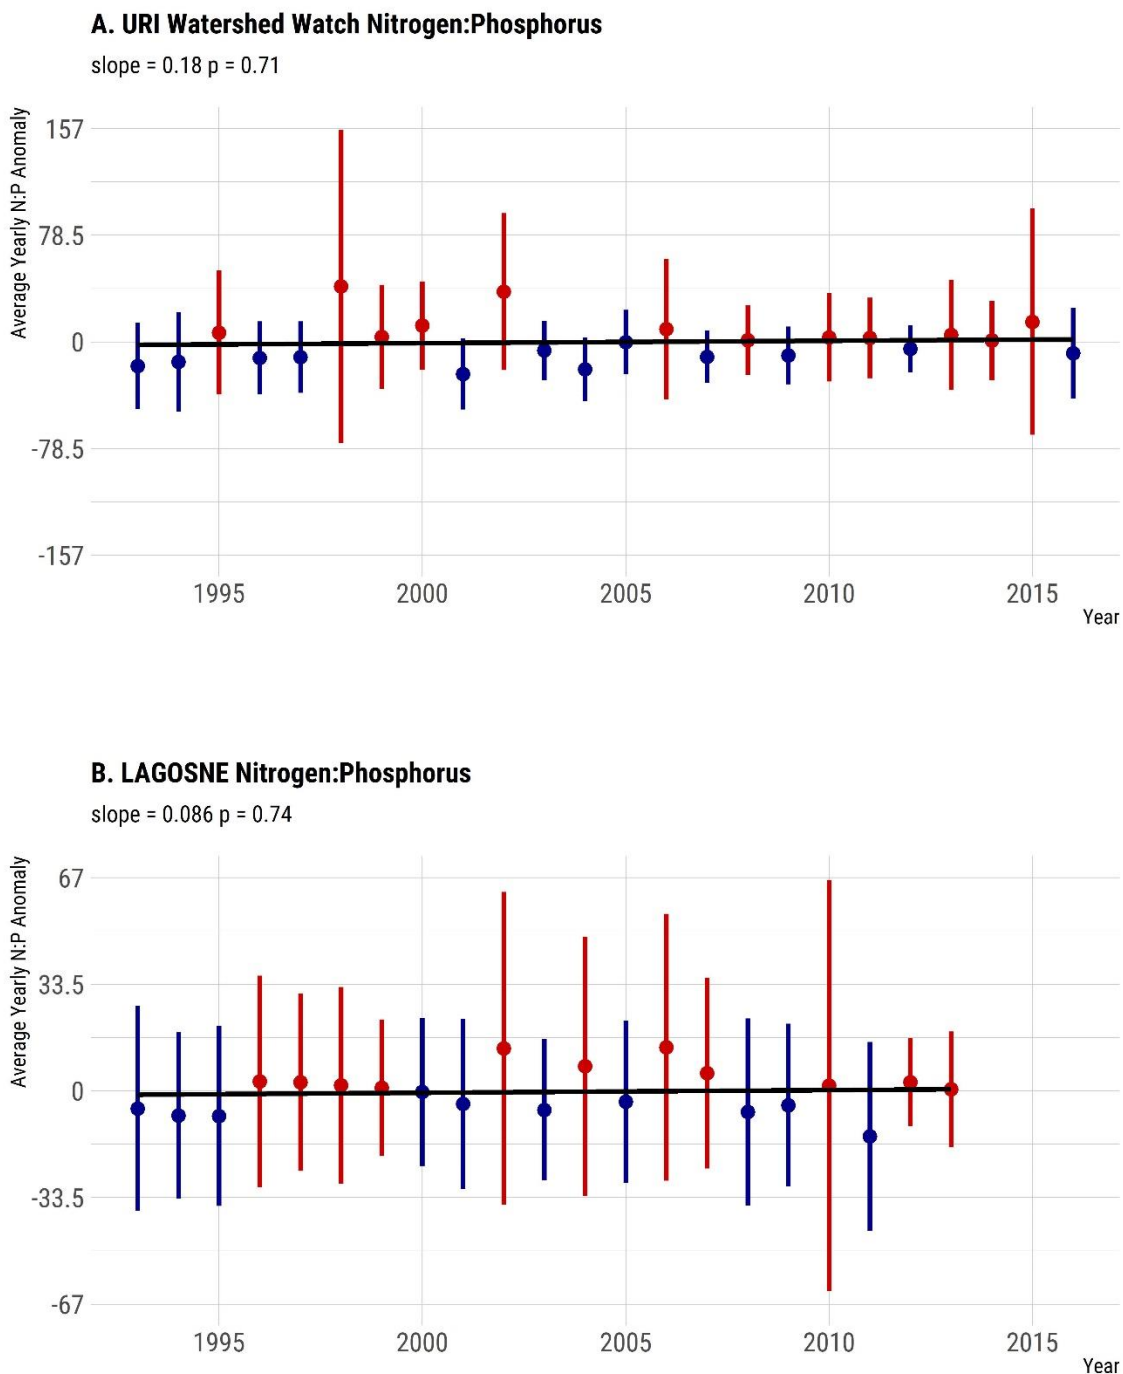 A. URI Watershed Watch Nitrogen:Phosphorus
slope = 0.18 p = 0.71
Average Yearly N:P Anomaly
157
78.5
0
-78.5
-157
1995 2000 2005 2010 2015
Year
B. LAGOSNE Nitrogen:Phosphorus
slope = 0.086 p = 0.74
Average Yearly N:P Anomaly
67
33.5
0
-33.5
-67
1995 2000 2005 2010 2015
Year